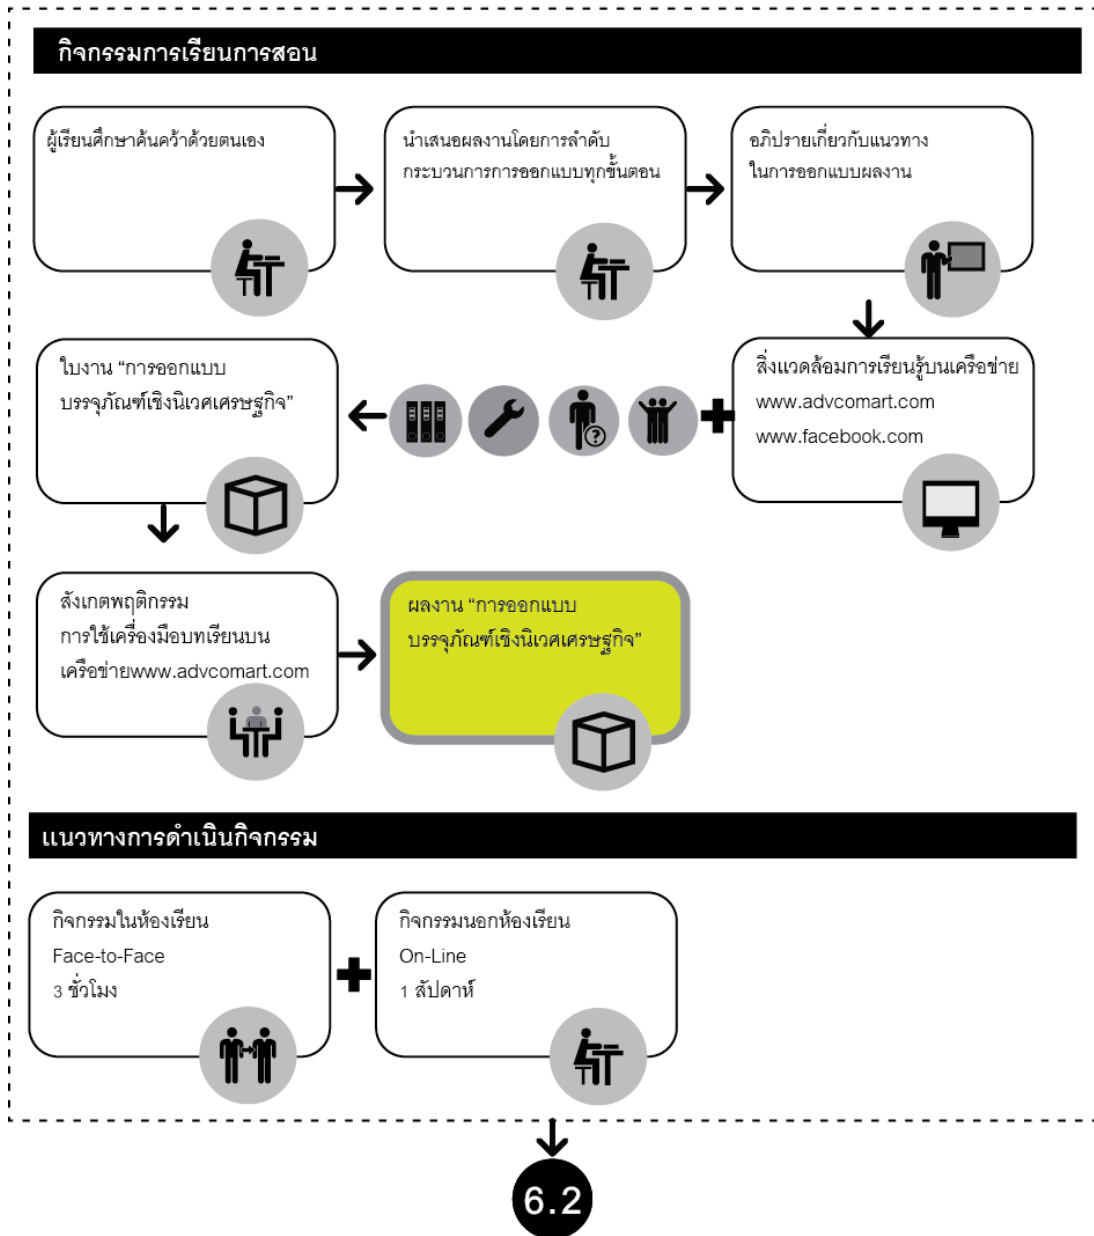 กิจกรรมการเรียนการสอน
ผู้เรียนศึกษาค้นคว้าด้วยตนเอง
นำเสนอผลงานโดยการลำดับ
กระบวนการการออกแบบทุกขั้นตอน
อภิปรายเกี่ยวกับแนวทาง
ในการออกแบบผลงาน
สิ่งแวดล้อมการเรียนรู้บนเครือข่าย
www.advcomart.com
www.facebook.com
ใบงาน “การออกแบบ
บรรจุภัณฑ์เชิงนิเวศเศรษฐกิจ”
สังเกตพฤติกรรม
การใช้เครื่องมือบทเรียนบน
เครือข่ายwww.advcomart.com
ผลงาน “การออกแบบ
บรรจุภัณฑ์เชิงนิเวศเศรษฐกิจ”
แนวทางการดำเนินกิจกรรม
กิจกรรมในห้องเรียน
Face-to-Face
3 ชั่วโมง
กิจกรรมนอกห้องเรียน
On-Line
1 สัปดาห์
6.2